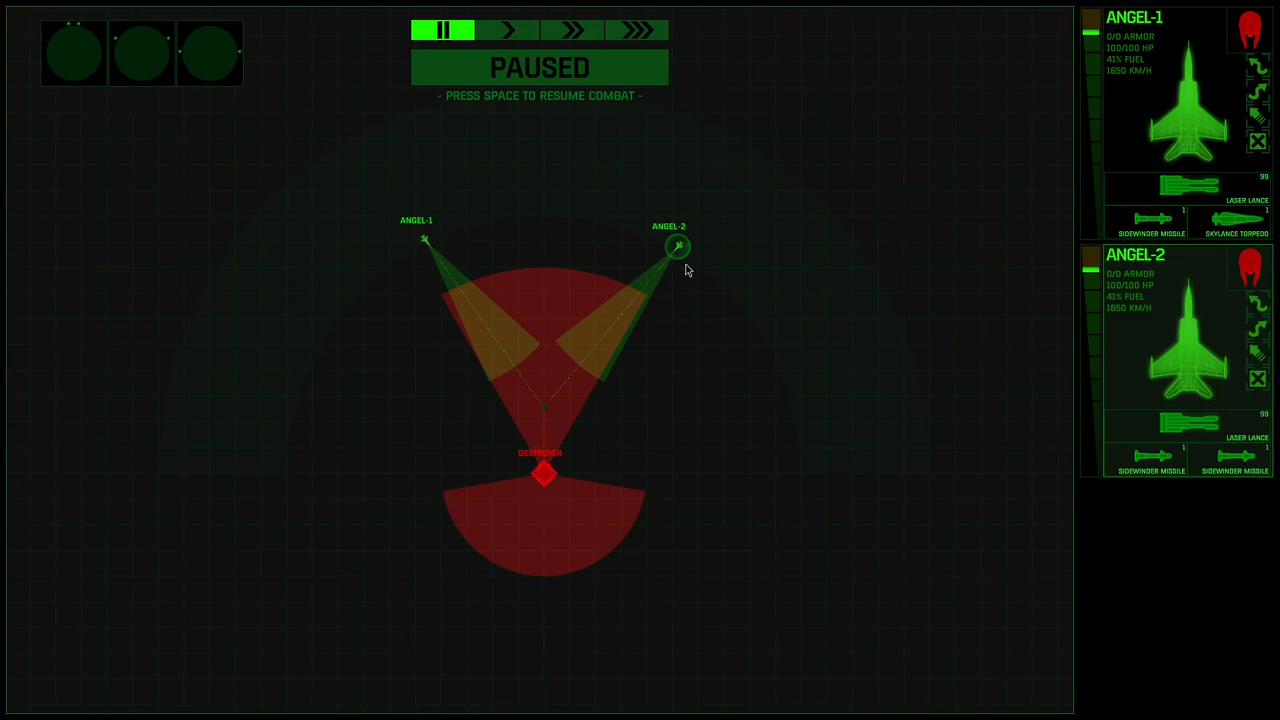 PAUSED
- PRESS SPACE TO RESUME COMBAT -
ANGEL-1
ANGEL-2
DESTROYER
ANGEL-1
0/0 ARMOR
100/100 HP
41% FUEL
1650 KM/H
99
LASER LANCE
1
SIDEWINDER MISSILE
1
SKYLANCE TORPEDO
ANGEL-2
0/0 ARMOR
100/100 HP
41% FUEL
1650 KM/H
99
LASER LANCE
1
SIDEWINDER MISSILE
1
SIDEWINDER MISSILE